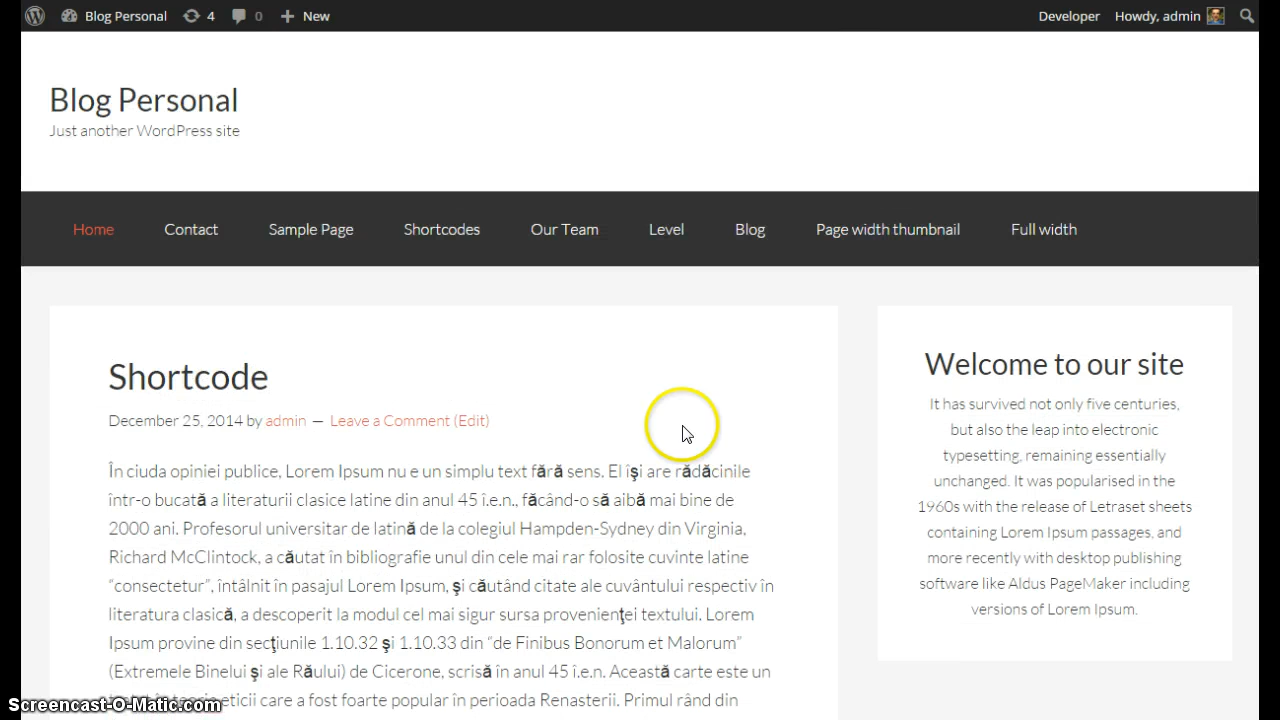 Blog Personal 4 0 New Developer Howdy, admin
Blog Personal
Just another WordPress site
Home Contact Sample Page Shortcodes Our Team Level Blog Page width thumbnail Full width
Shortcode
December 25, 2014 by admin — Leave a Comment (Edit)
În ciuda opiniei publice, Lorem Ipsum nu e un simplu text fără sens. El îşi are rădăcinile
într-o bucată a literaturii clasice latine din anul 45 î.e.n., făcând-o să aibă mai bine de
2000 ani. Profesorul universitar de latină de la colegiul Hampden-Sydney din Virginia,
Richard McClintock, a căutat în bibliografie unul din cele mai rar folosite cuvinte latine
“consectetur”, întâlnit în pasajul Lorem Ipsum, şi căutând citate ale cuvântului respectiv în
literatura clasică, a descoperit la modul cel mai sigur sursa provenienţei textului. Lorem
Ipsum provine din secţiunile 1.10.32 şi 1.10.33 din “de Finibus Bonorum et Malorum”
(Extremele Binelui şi ale Răului) de Cicerone, scrisă în anul 45 î.e.n. Această carte este un
eticii care a fost foarte popular în perioada Renasterii. Primul rând din
Welcome to our site
It has survived not only five centuries,
but also the leap into electronic
typesetting, remaining essentially
unchanged. It was popularised in the
1960s with the release of Letraset sheets
containing Lorem Ipsum passages, and
more recently with desktop publishing
software like Aldus PageMaker including
versions of Lorem Ipsum.
Screencast-O-Matic.com